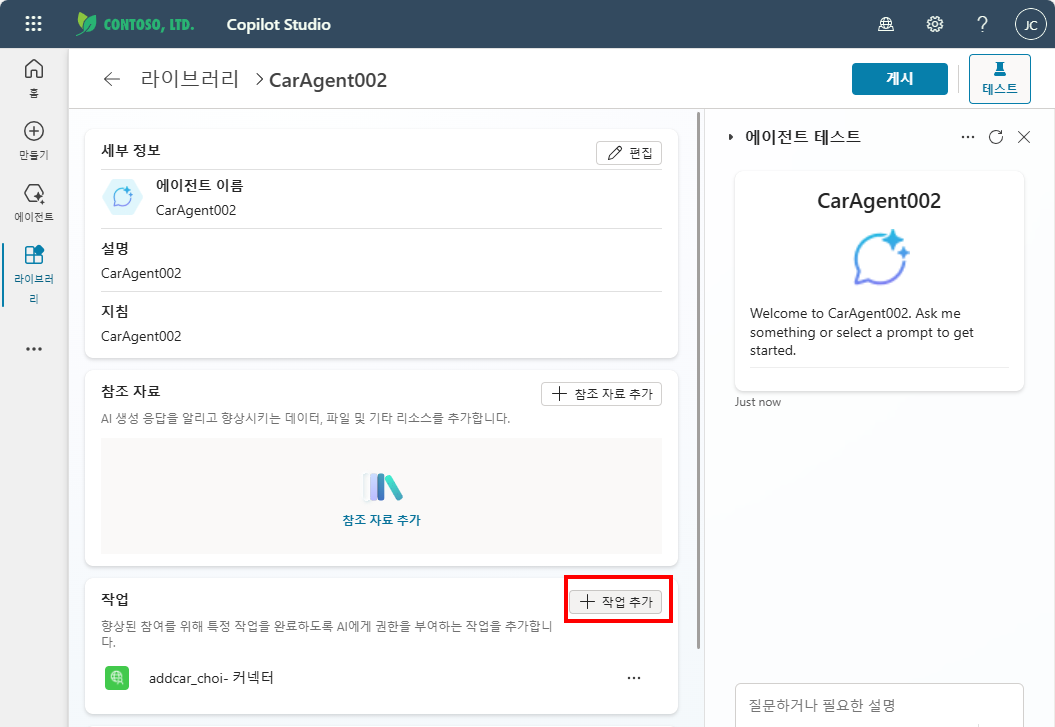 CONTOSO, LTD. Copilot Studio JC
라이브러리 > CarAgent002 게시 테스트
홈
만들기
에이전트
라이브러
리
세부 정보 편집
에이전트 이름
CarAgent002
설명
CarAgent002
지침
CarAgent002
참조 자료 참조 자료 추가
AI 생성 응답을 알리고 향상시키는 데이터, 파일 및 기타 리소스를 추가합니다.
참조 자료 추가
작업 작업 추가
향상된 참여를 위해 특정 작업을 완료하도록 AI에게 권한을 부여하는 작업을 추가합니
다.
addcar_choi- 커넥터
에이전트 테스트
CarAgent002
Welcome to CarAgent002. Ask me
something or select a prompt to get
started.
Just now
질문하거나 필요한 설명